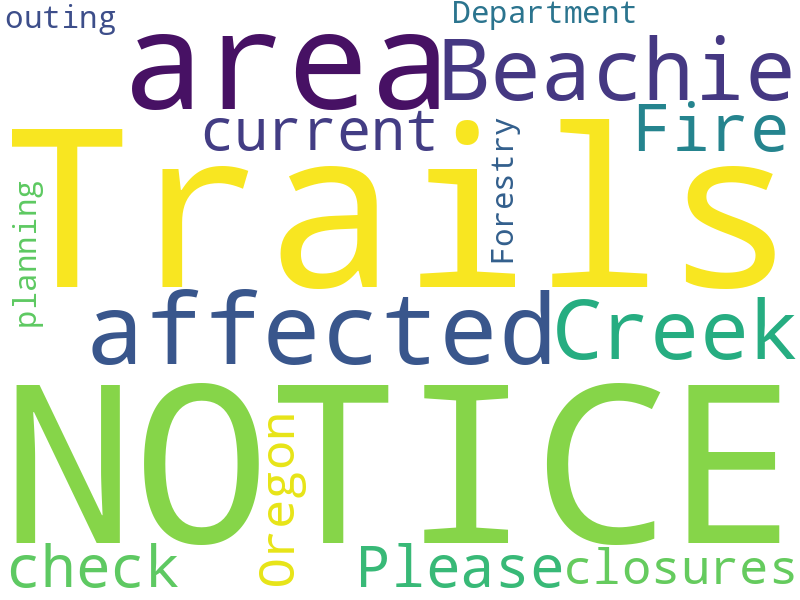 outing
Department
area
Beachie
current
Fire
Trails
Forestry
planning
affected
Creek
NOTICE
Oregon
check
Please
closures